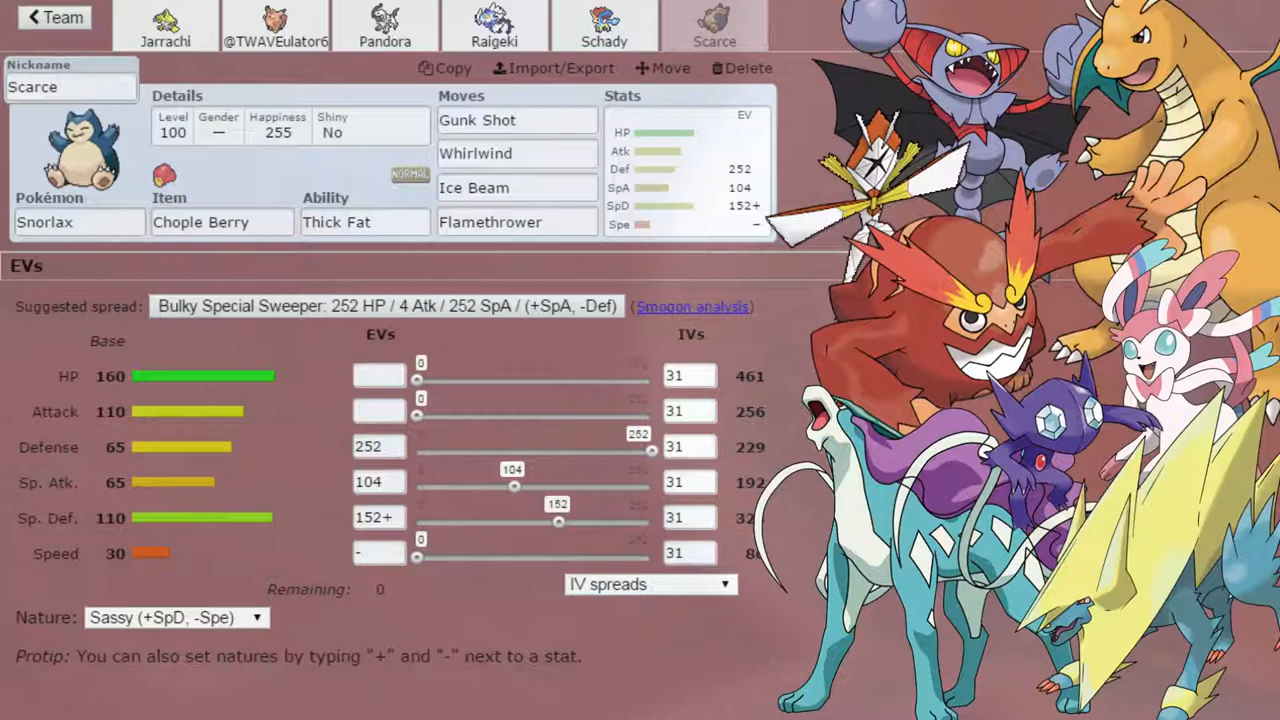 Team
Jarrachi
@TWAVEulator6
Pandora
Raigeki
Schady
Scarce
Copy
Import/Export
Move
Delete
Nickname
Scarce
Details
Level
100
Gender
—
Happiness
255
Shiny
No
NORMAL
Pokémon
Snorlax
Item
Chople Berry
Ability
Thick Fat
Moves
Gunk Shot
Whirlwind
Ice Beam
Flamethrower
Stats
EV
HP
Atk
Def 252
SpA 104
SpD 152+
Spe –
EVs
Suggested spread: Bulky Special Sweeper: 252 HP / 4 Atk / 252 SpA / (+SpA, -Def) (Smogon analysis)
Base EVs IVs
HP 160 0 31 461
Attack 110 0 31 256
Defense 65 252 252 31 229
Sp. Atk. 65 104 104 31 192
Sp. Def. 110 152+ 152 31
Speed 30 - 0 31
Remaining: 0
IV spreads
Nature: Sassy (+SpD, -Spe)
Protip: You can also set natures by typing "+" and "-" next to a stat.